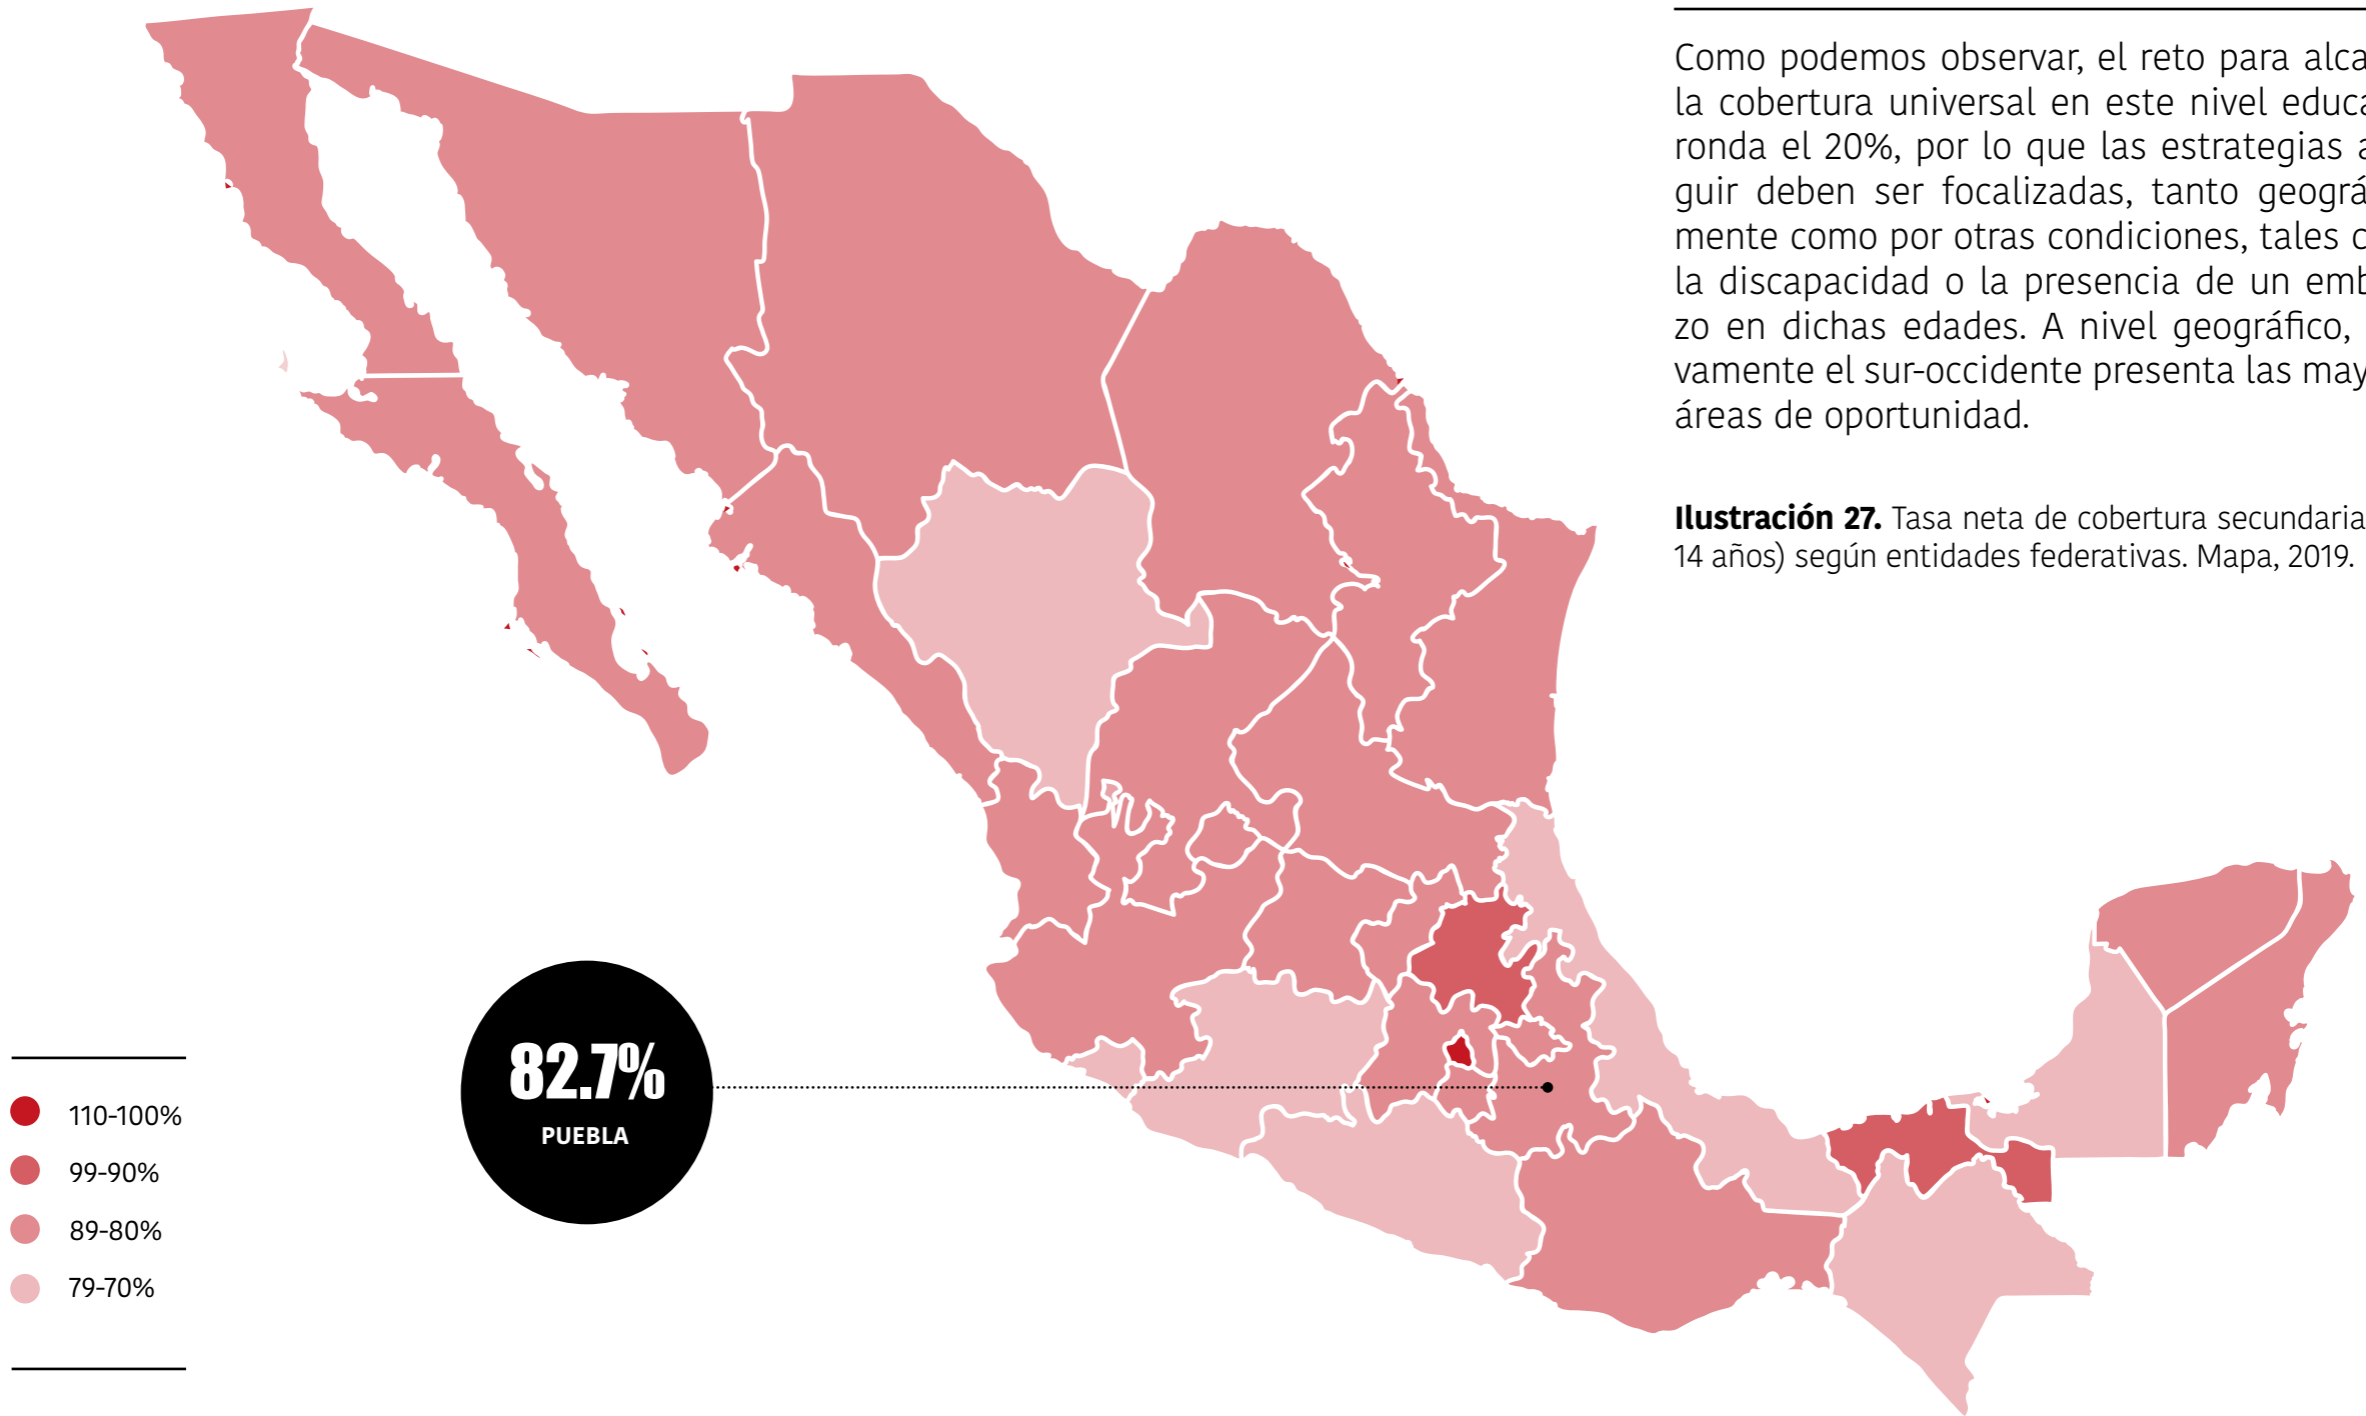 Como podemos observar, el reto para alca
la cobertura universal en este nivel educa
ronda el 20%, por lo que las estrategias a
guir deben ser focalizadas, tanto geográ
mente como por otras condiciones, tales c
la discapacidad o la presencia de un emb
zo en dichas edades. A nivel geográfico,
vamente el sur-occidente presenta las may
áreas de oportunidad.
Ilustración 27. Tasa neta de cobertura secundaria
14 años) según entidades federativas. Mapa, 2019.
82.7%
PUEBLA
110-100%
99-90%
89-80%
79-70%